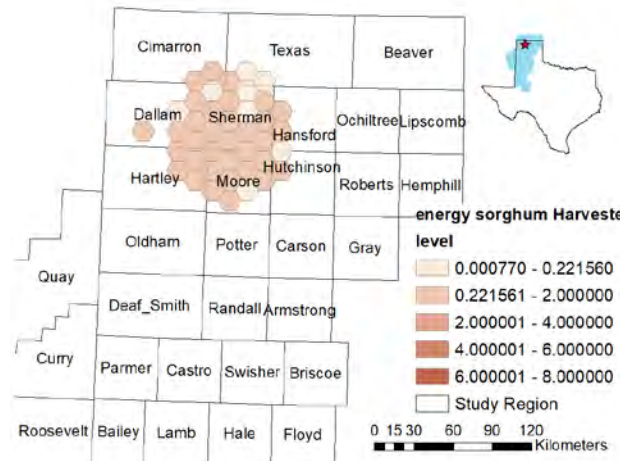 Cimarron Texas Beaver
Dallam Sherman Hansford Ochiltree Lipscomb
Hutchinson
Hartley Moore Roberts Hemphill
energy sorghum Harveste
level
Oldham Potter Carson Gray
Quay
0.000770 - 0.221560
0.221561 - 2.000000
Deaf_Smith Randall Armstrong
2.000001 - 4.000000
4.000001 - 6.000000
Curry Parmer Castro Swisher Briscoe
6.000001 - 8.000000
Study Region
Roosevelt Bailey Lamb Hale Floyd
0 15 30 60 90 120
Kilometers